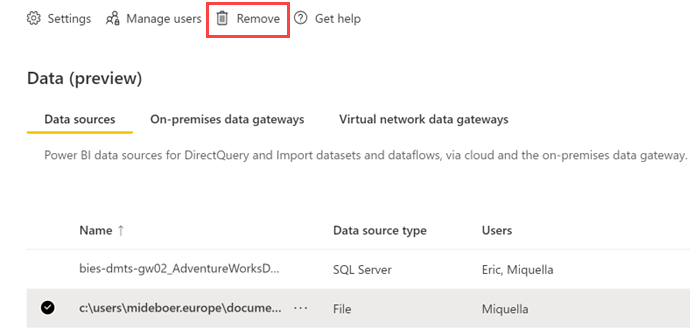 Settings Manage users Remove Get help
Data (preview)
Data sources On-premises data gateways Virtual network data gateways
Power BI data sources for DirectQuery and Import datasets and dataflows, via cloud and the on-premises data gateway.
Name ↑ Data source type Users
bies-dmts-gw02_AdventureWorksD... SQL Server Eric, Miquella
c:\users\mideboer.europe\docume... ... File Miquella